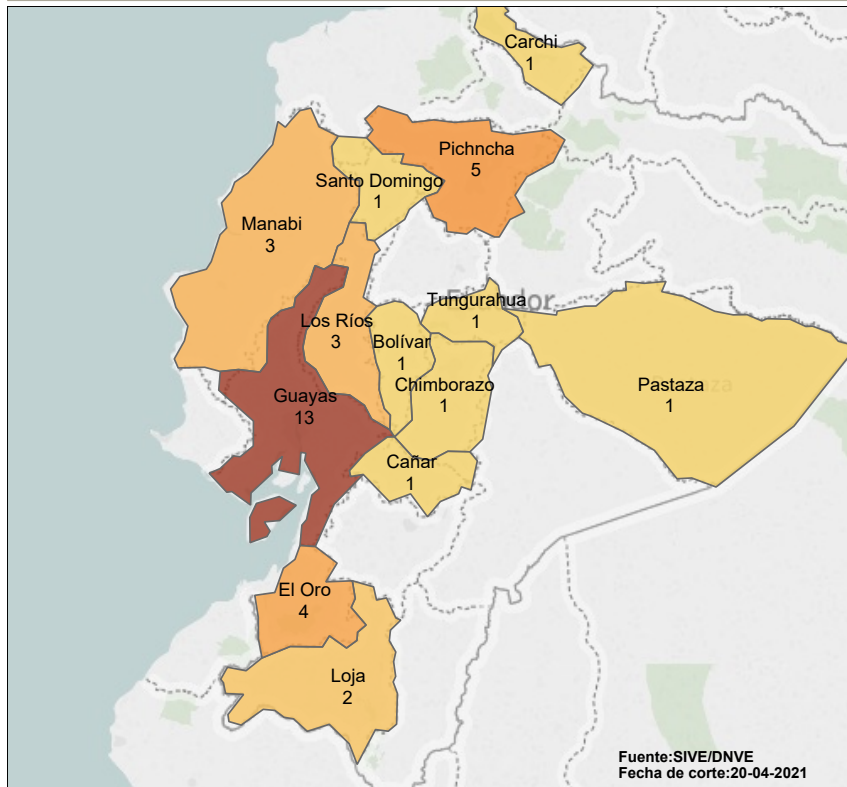 Carchi
1
Pichncha
5
Santo Domingo
1
Manabi
3
Ecuador
Tungurahua
1
Los Ríos
3
Bolívar
1
Chimborazo
1
Pastaza
1
Guayas
13
Cañar
1
El Oro
4
Loja
2
Fuente:SIVE/DNVE
Fecha de corte:20-04-2021